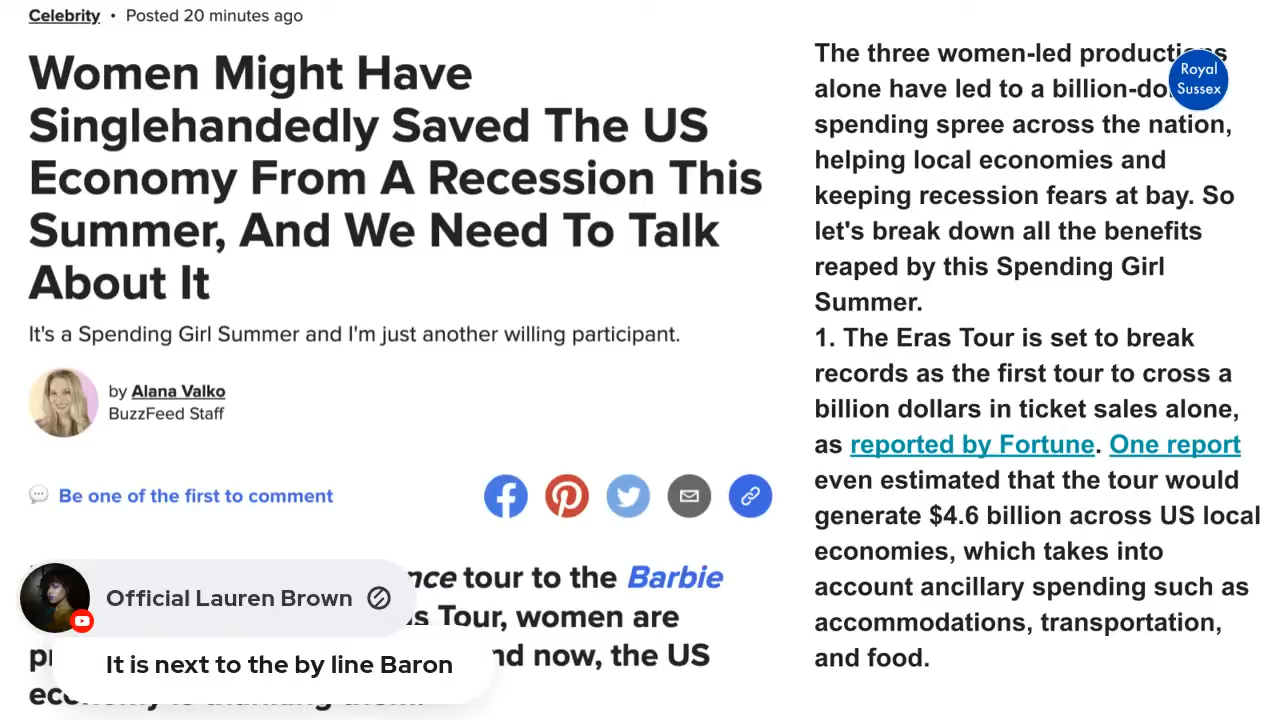 Celebrity • Posted 20 minutes ago
Women Might Have
Singlehandedly Saved The US
Economy From A Recession This
Summer, And We Need To Talk
About It
It's a Spending Girl Summer and I'm just another willing participant.
by Alana Valko
BuzzFeed Staff
Be one of the first to comment
tour to the Barbie
Tour, women are
now, the US
Official Lauren Brown
It is next to the by line Baron
The three women-led
alone have led to a
spending spree across the nation,
helping local economies and
keeping recession fears at bay. So
let's break down all the benefits
reaped by this Spending Girl
Summer.
1. The Eras Tour is set to break
records as the first tour to cross a
billion dollars in ticket sales alone,
as reported by Fortune. One report
even estimated that the tour would
generate $4.6 billion across US local
economies, which takes into
account ancillary spending such as
accommodations, transportation,
and food.
Royal
Sussex